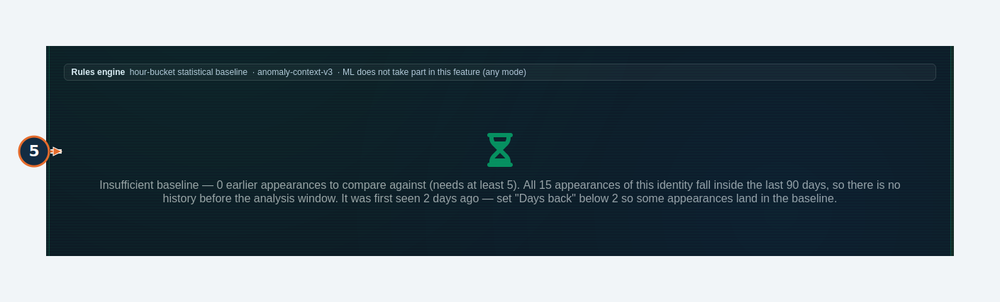 Rules engine hour-bucket statistical baseline · anomaly-context-v3 · ML does not take part in this feature (any mode)
5
Insufficient baseline — 0 earlier appearances to compare against (needs at least 5). All 15 appearances of this identity fall inside the last 90 days, so there is no
history before the analysis window. It was first seen 2 days ago — set "Days back" below 2 so some appearances land in the baseline.